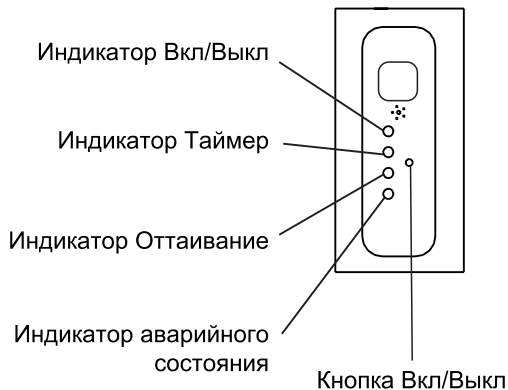 Индикатор Вкл/Выкл
Индикатор Таймер
Индикатор Оттаивание
Индикатор аварийного
состояния
Кнопка Вкл/Выкл